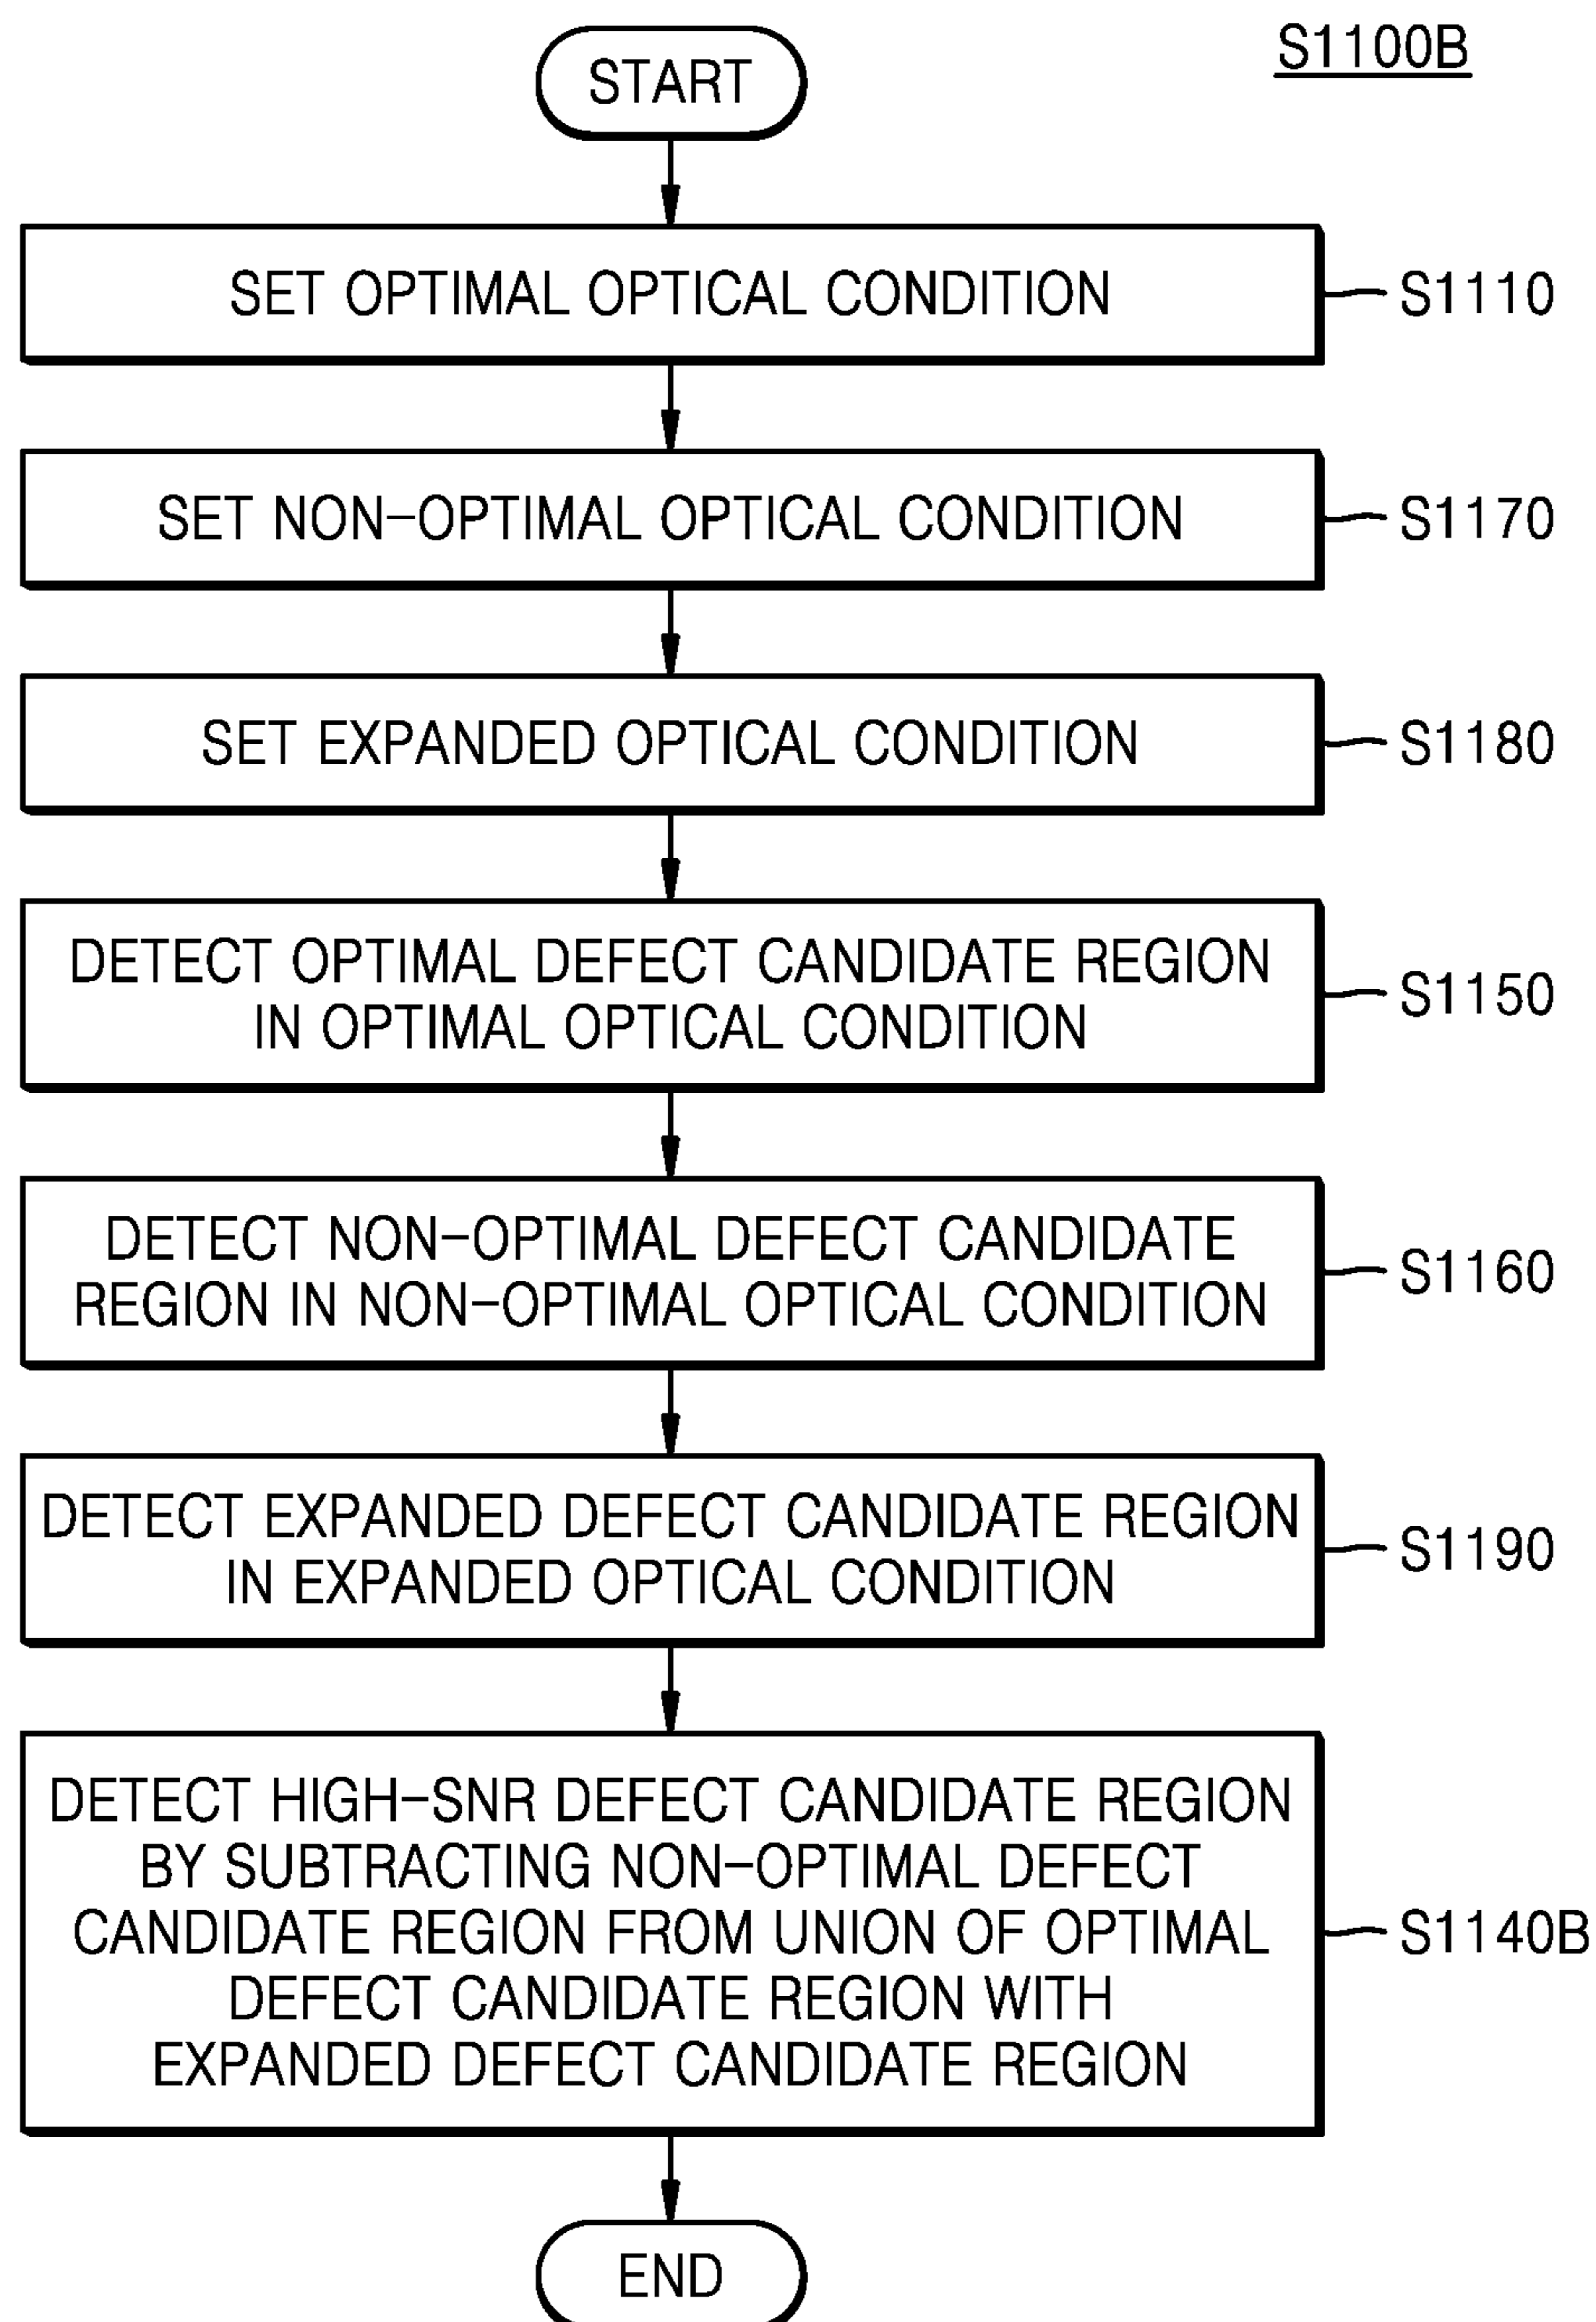 S1100B
START
SET OPTIMAL OPTICAL CONDITION
S1110
SET NON-OPTIMAL OPTICAL CONDITION
S1170
SET EXPANDED OPTICAL CONDITION
S1180
DETECT OPTIMAL DEFECT CANDIDATE REGION
IN OPTIMAL OPTICAL CONDITION
S1150
DETECT NON-OPTIMAL DEFECT CANDIDATE
REGION IN NON-OPTIMAL OPTICAL CONDITION
S1160
DETECT EXPANDED DEFECT CANDIDATE REGION
IN EXPANDED OPTICAL CONDITION
S1190
DETECT HIGH-SNR DEFECT CANDIDATE REGION
BY SUBTRACTING NON-OPTIMAL DEFECT
CANDIDATE REGION FROM UNION OF OPTIMAL
DEFECT CANDIDATE REGION WITH
EXPANDED DEFECT CANDIDATE REGION
S1140B
END